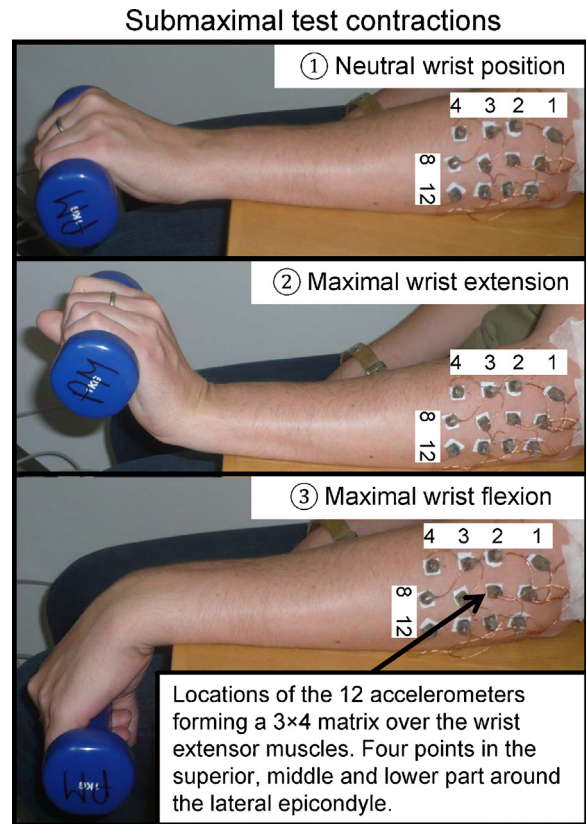 Submaximal test contractions
① Neutral wrist position
4 3 2 1
8
12
AM
1KG
② Maximal wrist extension
4 3 2 1
8
12
AM
1KG
③ Maximal wrist flexion
4 3 2 1
8
12
AM
1KG
Locations of the 12 accelerometers
forming a 3×4 matrix over the wrist
extensor muscles. Four points in the
superior, middle and lower part around
the lateral epicondyle.